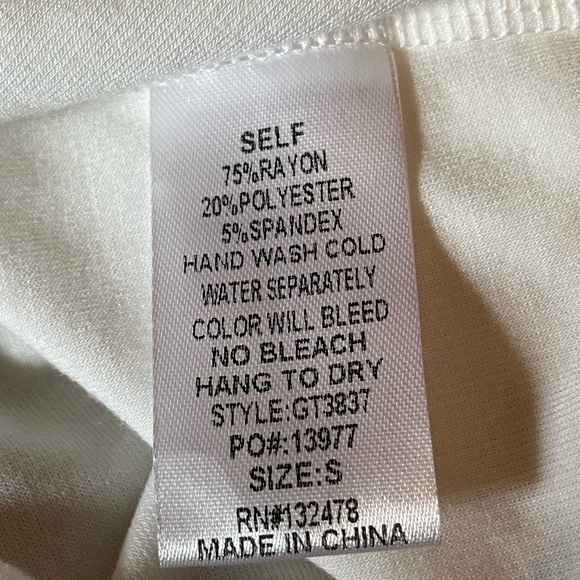 SELF
75%RAYON
20%POLYESTER
5%SPANDEX
HAND WASH COLD
WATER SEPARATELY
COLOR WILL BLEED
NO BLEACH
HANG TO DRY
STYLE:GT3837
PO#:13977
SIZE:S
RN#132478
MADE IN CHINA